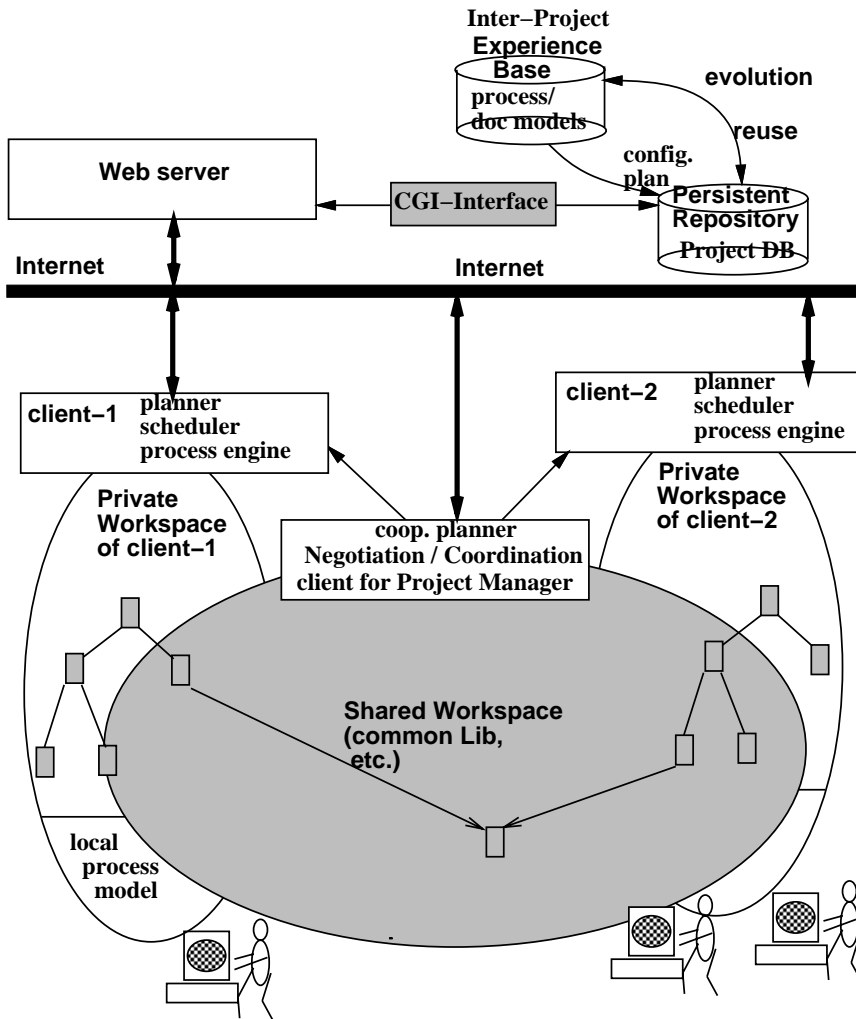 Inter–Project
Experience
Base
process/
doc models
evolution
reuse
config.
plan
Web server
CGI–Interface
Persistent
Repository
Project DB
Internet
Internet
client–1
planner
scheduler
process engine
client–2
planner
scheduler
process engine
Private
Workspace
of client–1
Private
Workspace
of client–2
coop. planner
Negotiation / Coordination
client for Project Manager
Shared Workspace
(common Lib,
etc.)
local
process
model